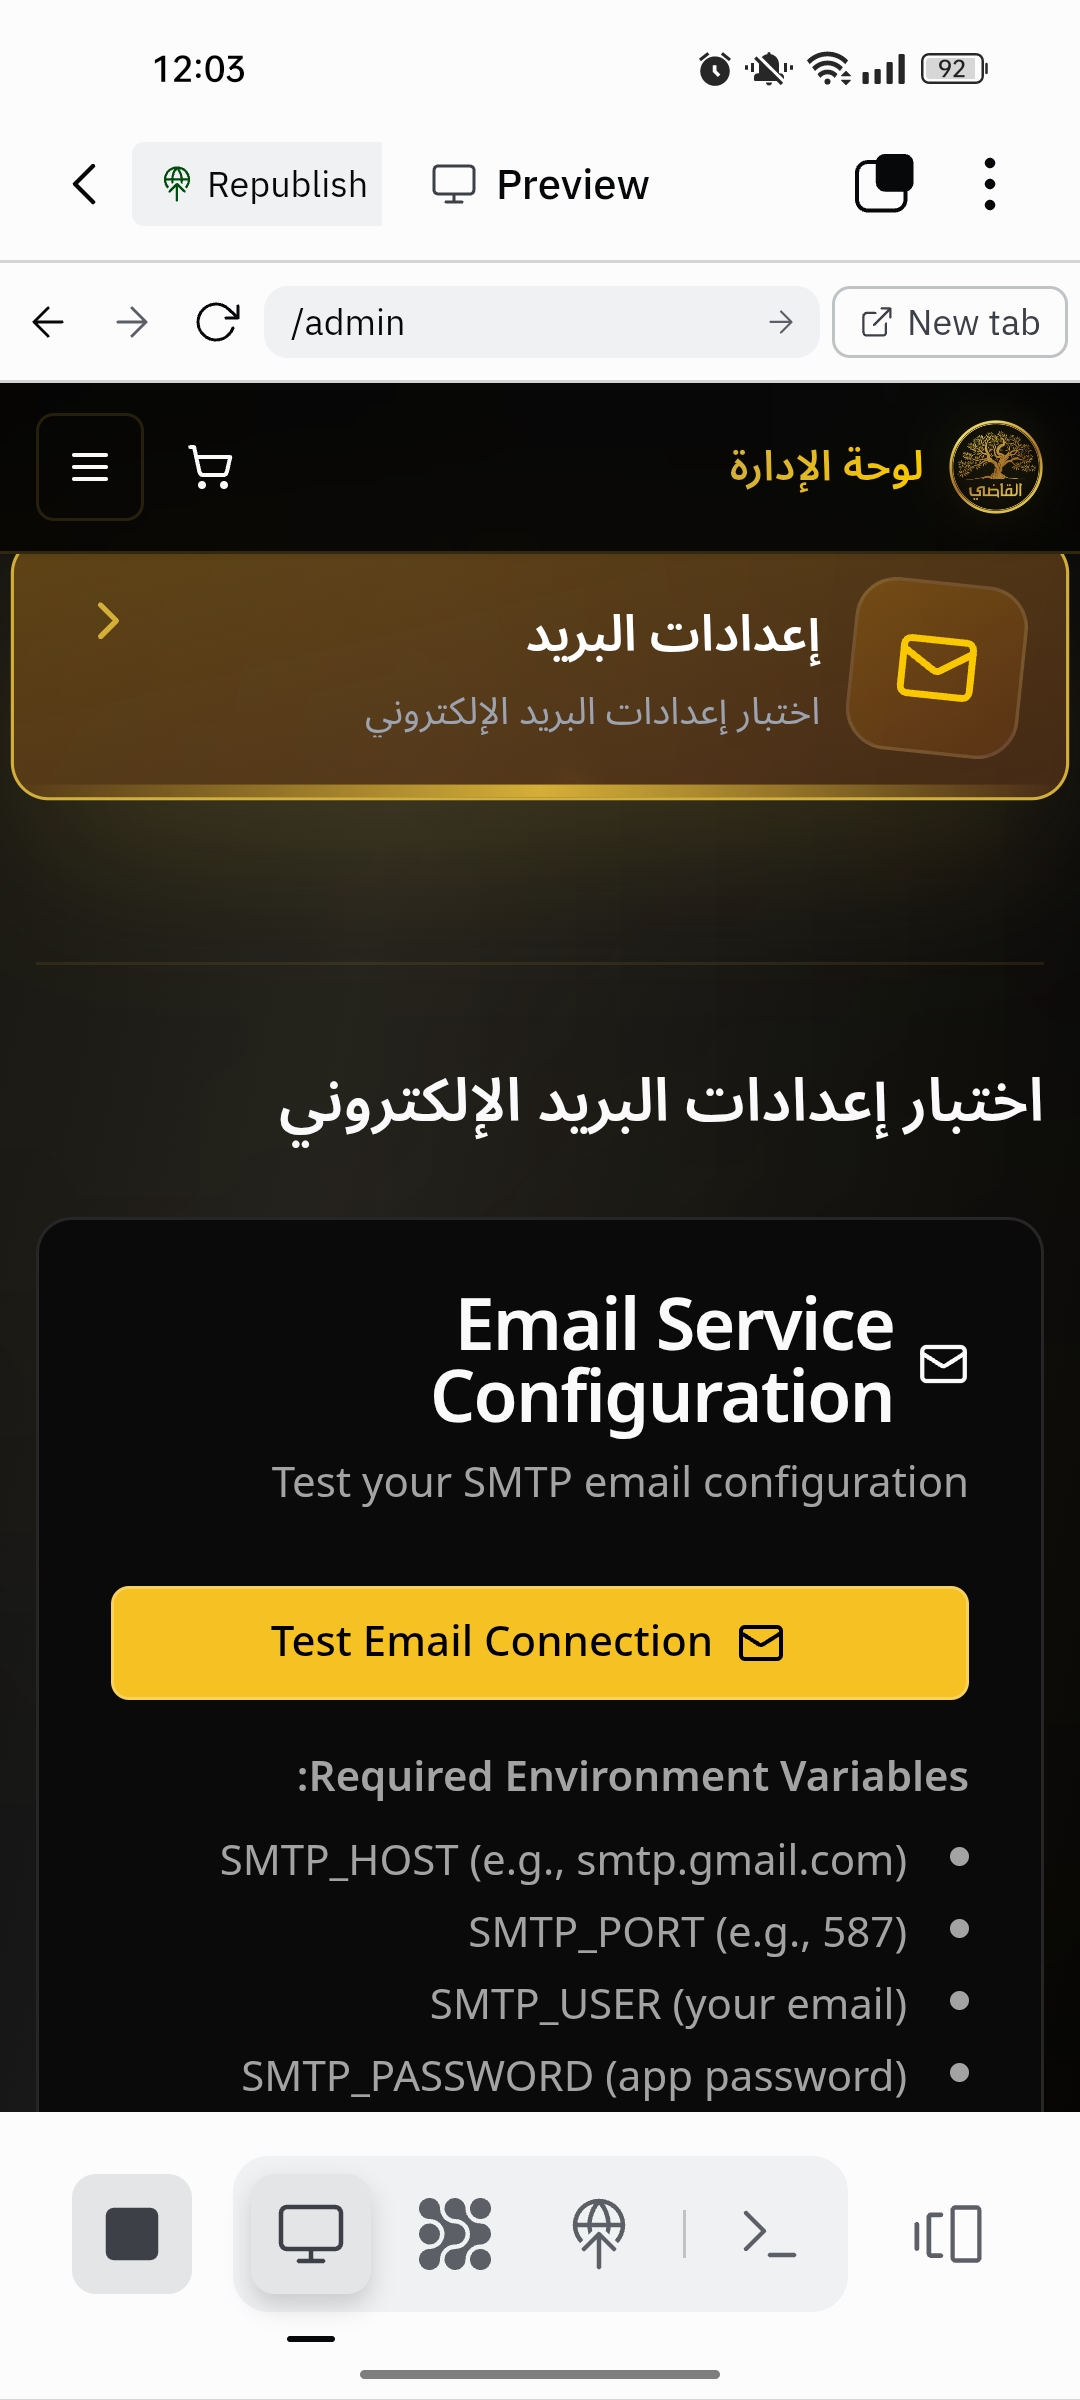 12:03
92
Republish
Preview
/admin
New tab
لوحة الإدارة
القاضي
إعدادات البريد
اختبار إعدادات البريد الإلكتروني
اختبار إعدادات البريد الإلكتروني
Email Service
Configuration
Test your SMTP email configuration
Test Email Connection
Required Environment Variables:
SMTP_HOST (e.g., smtp.gmail.com)
SMTP_PORT (e.g., 587)
SMTP_USER (your email)
SMTP_PASSWORD (app password)